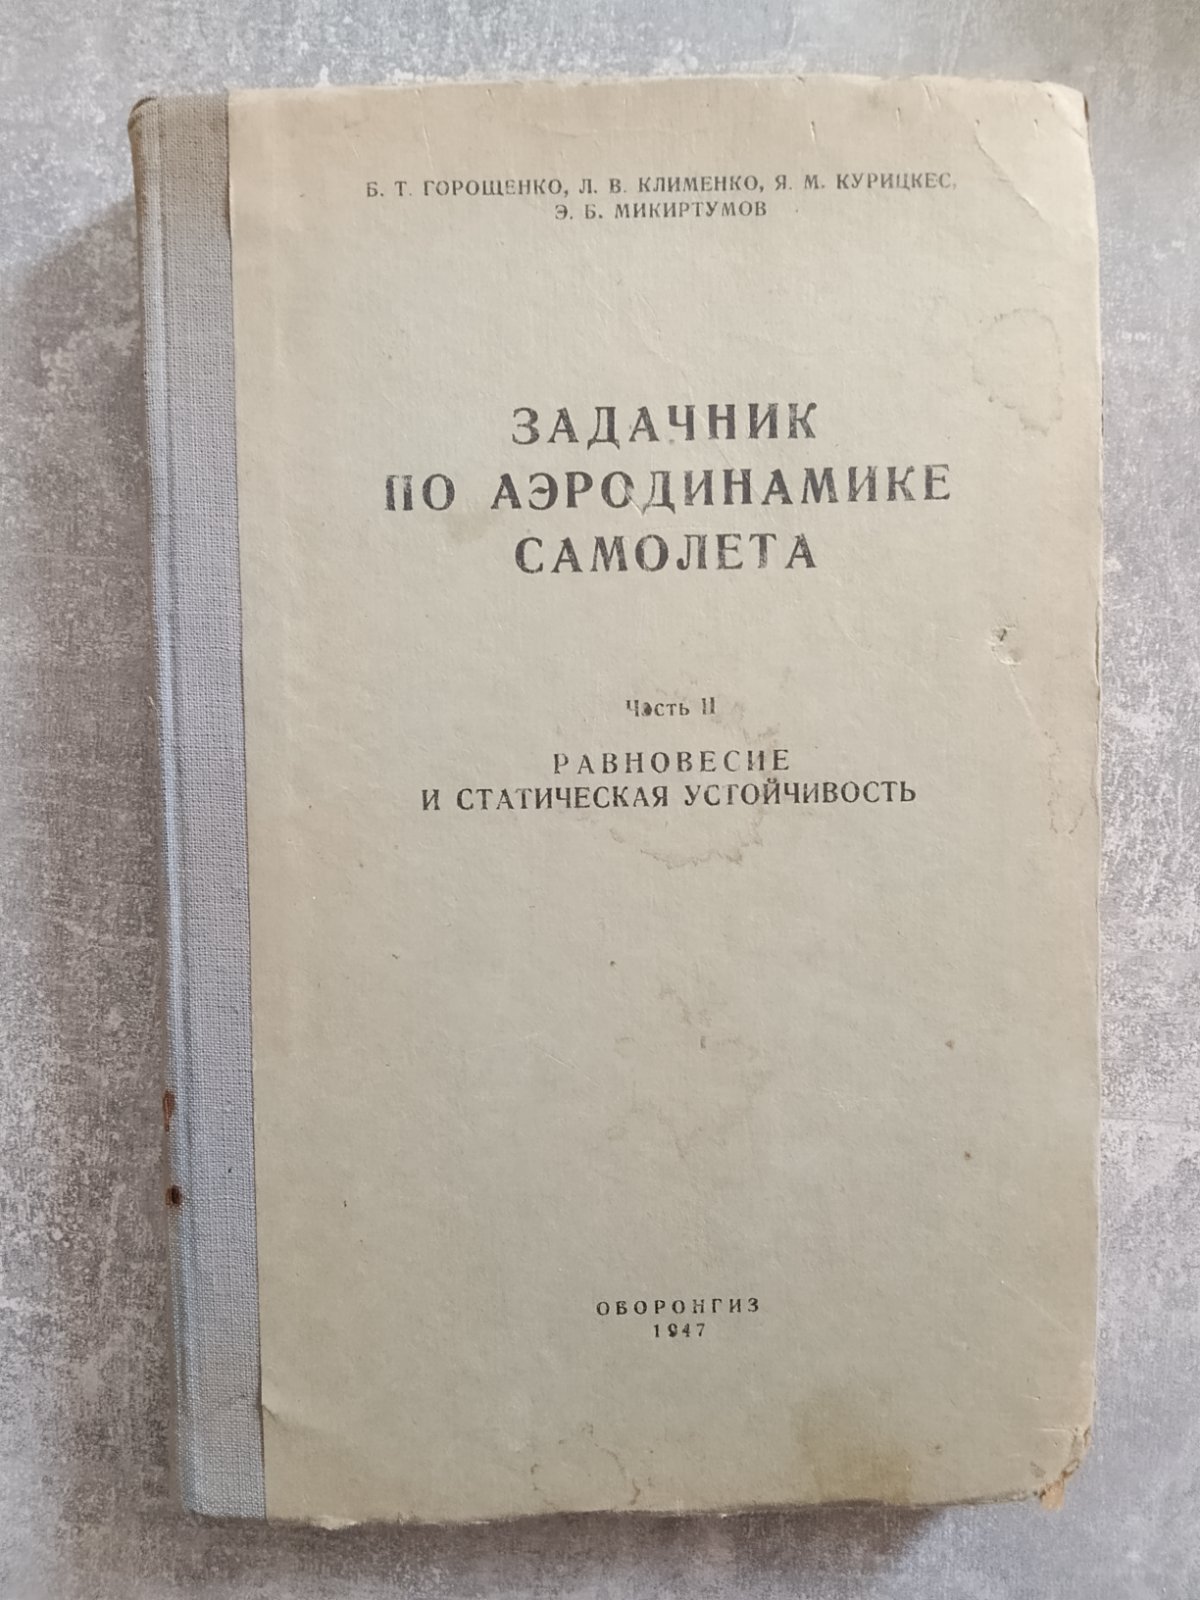 Б. Т. ГОРОЩЕНКО, Л. В. КЛИМЕНКО, Я. М. КУРИЦКЕС,
Э. Б. МИКИРТУМОВ
ЗАДАЧНИК
ПО АЭРОДИНАМИКЕ
САМОЛЕТА
Часть II
РАВНОВЕСИЕ
И СТАТИЧЕСКАЯ УСТОЙЧИВОСТЬ
ОБОРОНГИЗ
1947